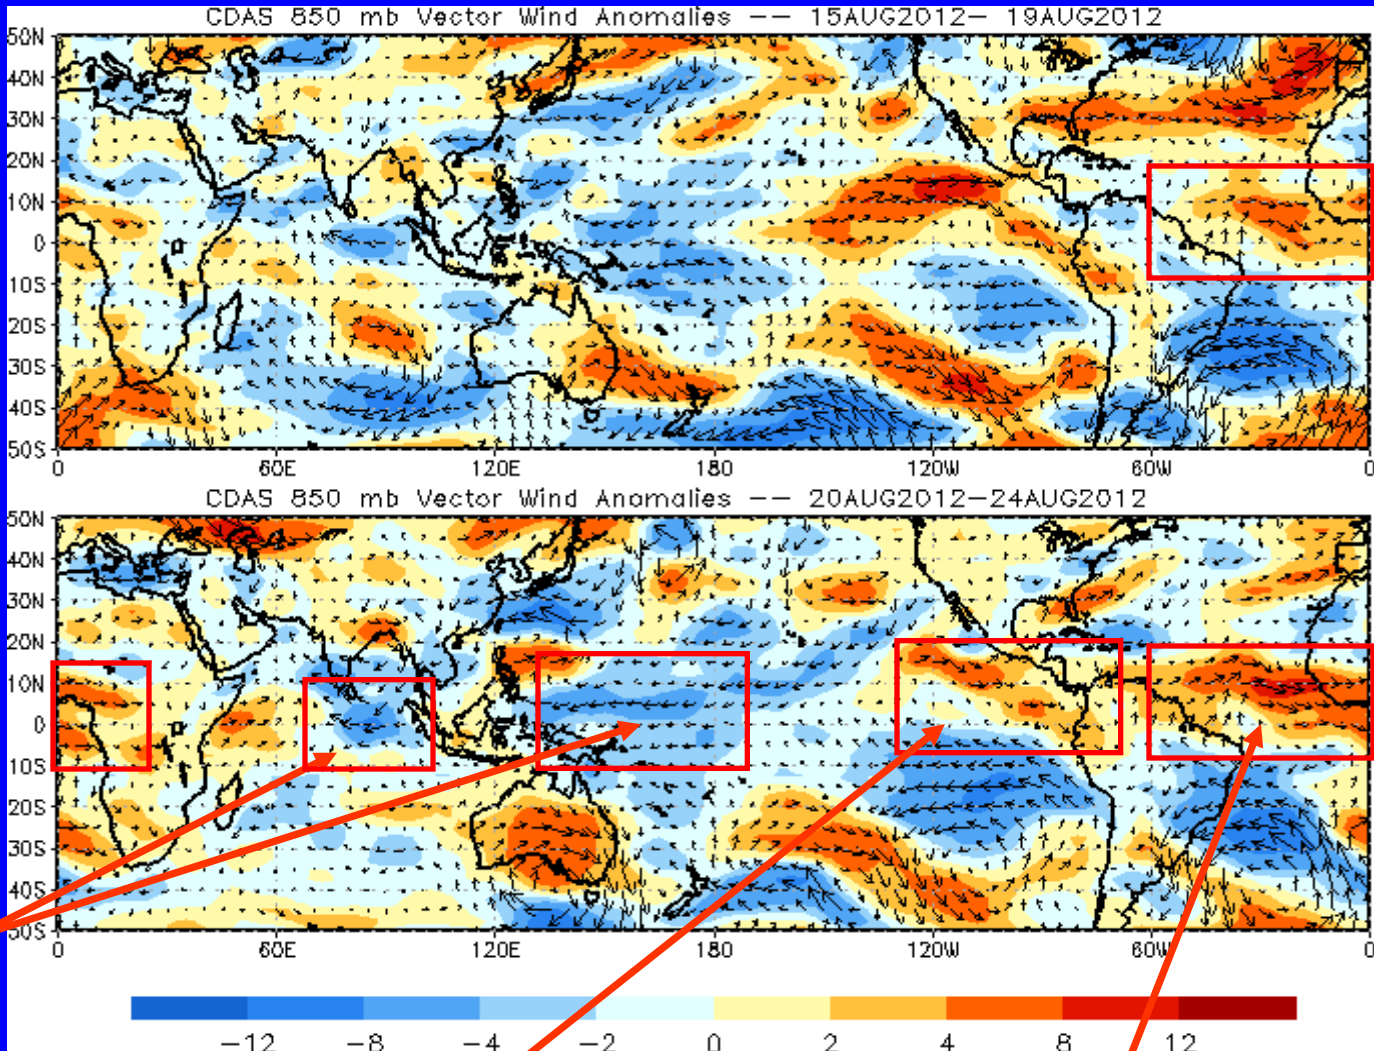 CDAS 850 mb Vector Wind Anomalies -- 15AUG2012- 19AUG2012
50N
40N
30N
20N
10N
0
10S
20S
30S
40S
50S
0 60E 120E 180 120W 60W 0
CDAS 850 mb Vector Wind Anomalies -- 20AUG2012-24AUG2012
50N
40N
30N
20N
10N
0
10S
20S
30S
40S
50S
0 60E 120E 180 120W 60W 0
-12 -8 -4 -2 0 2 4 8 12